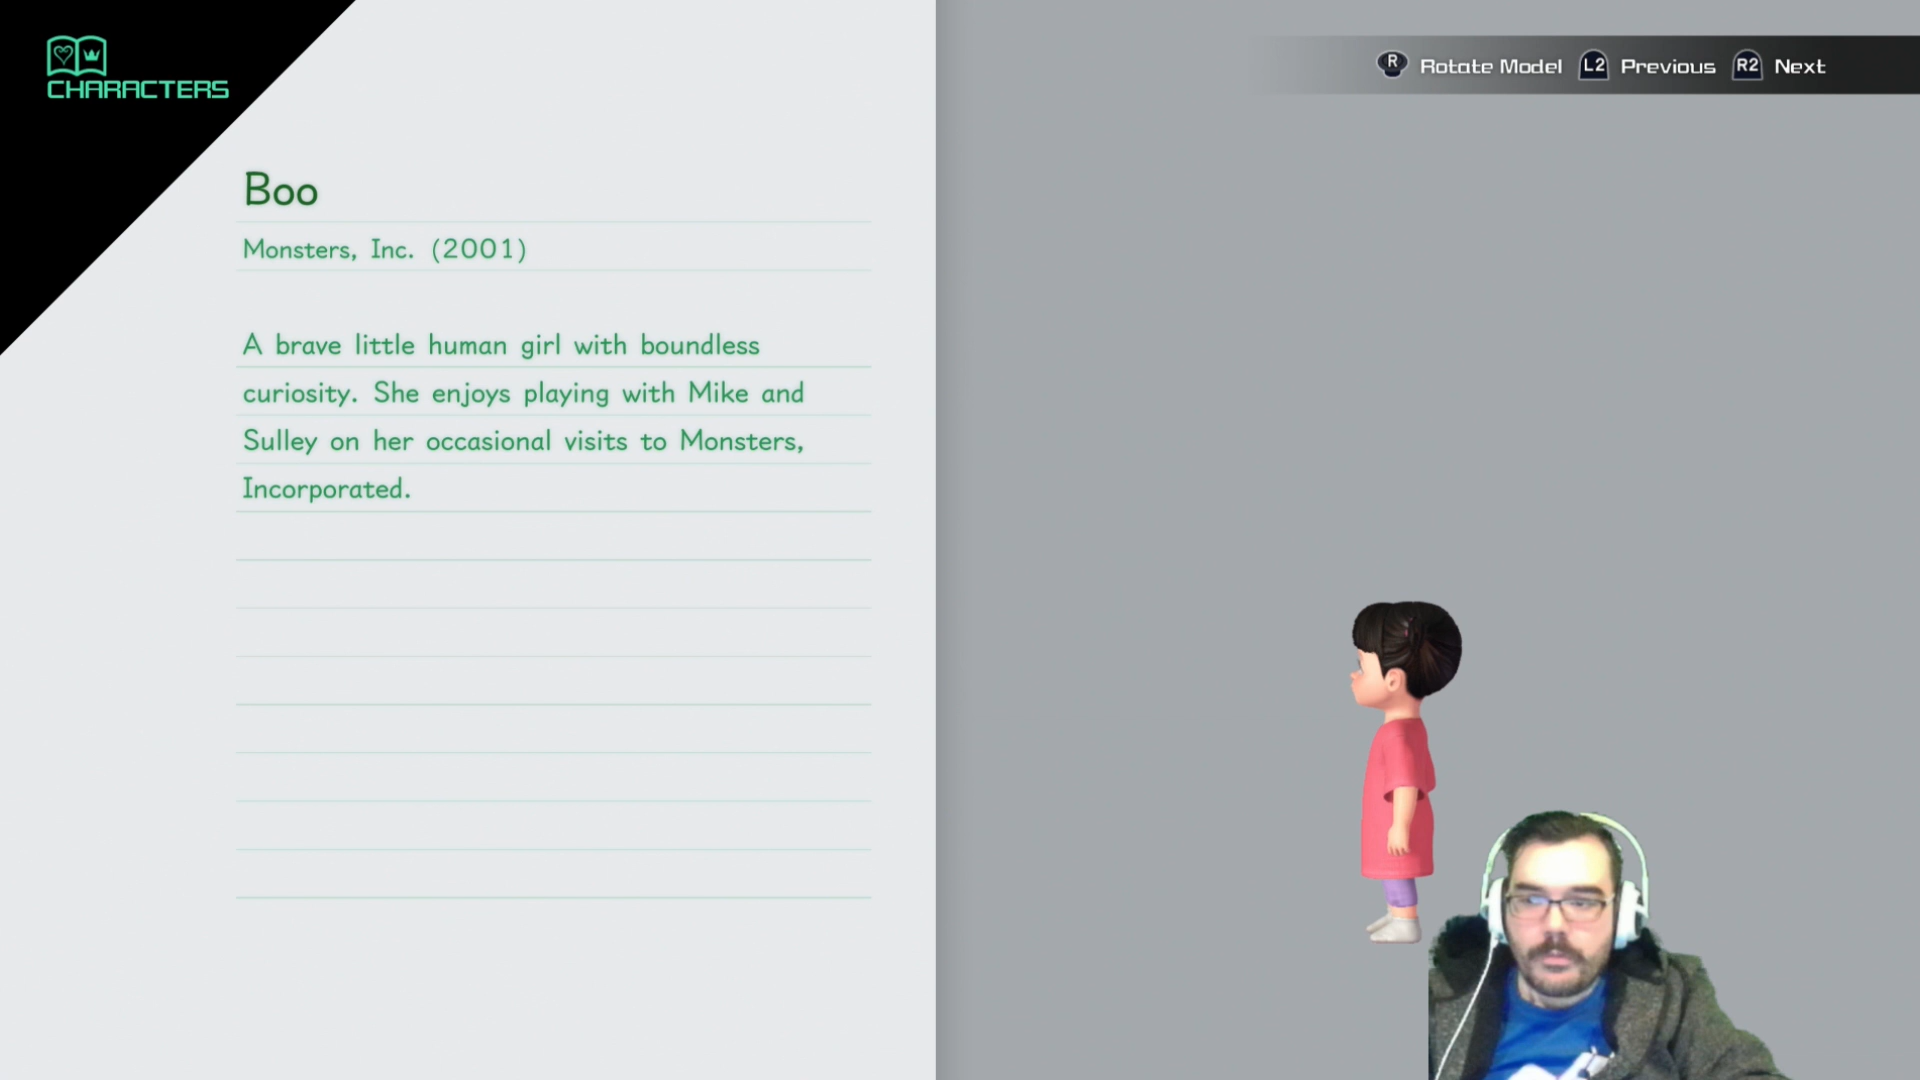 CHARACTERS
R Rotate Model L2 Previous R2 Next
Boo
Monsters, Inc. (2001)
A brave little human girl with boundless
curiosity. She enjoys playing with Mike and
Sulley on her occasional visits to Monsters,
Incorporated.